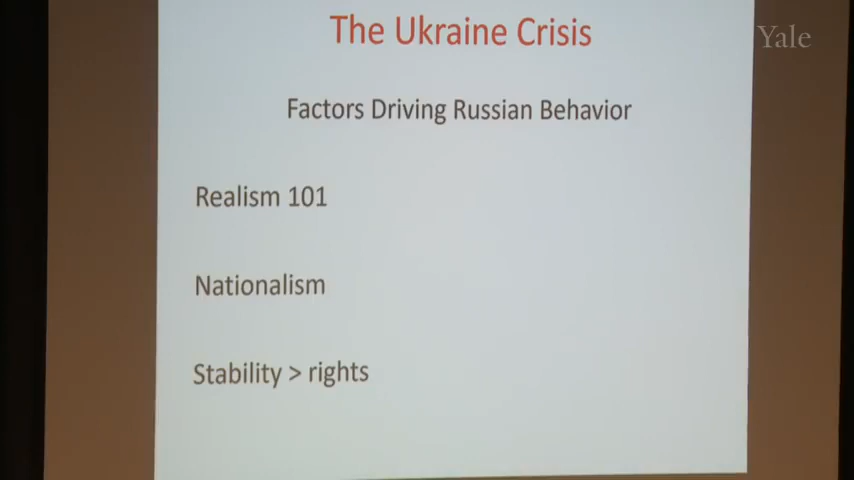 The Ukraine Crisis
Yale
Factors Driving Russian Behavior
Realism 101
Nationalism
Stability > rights